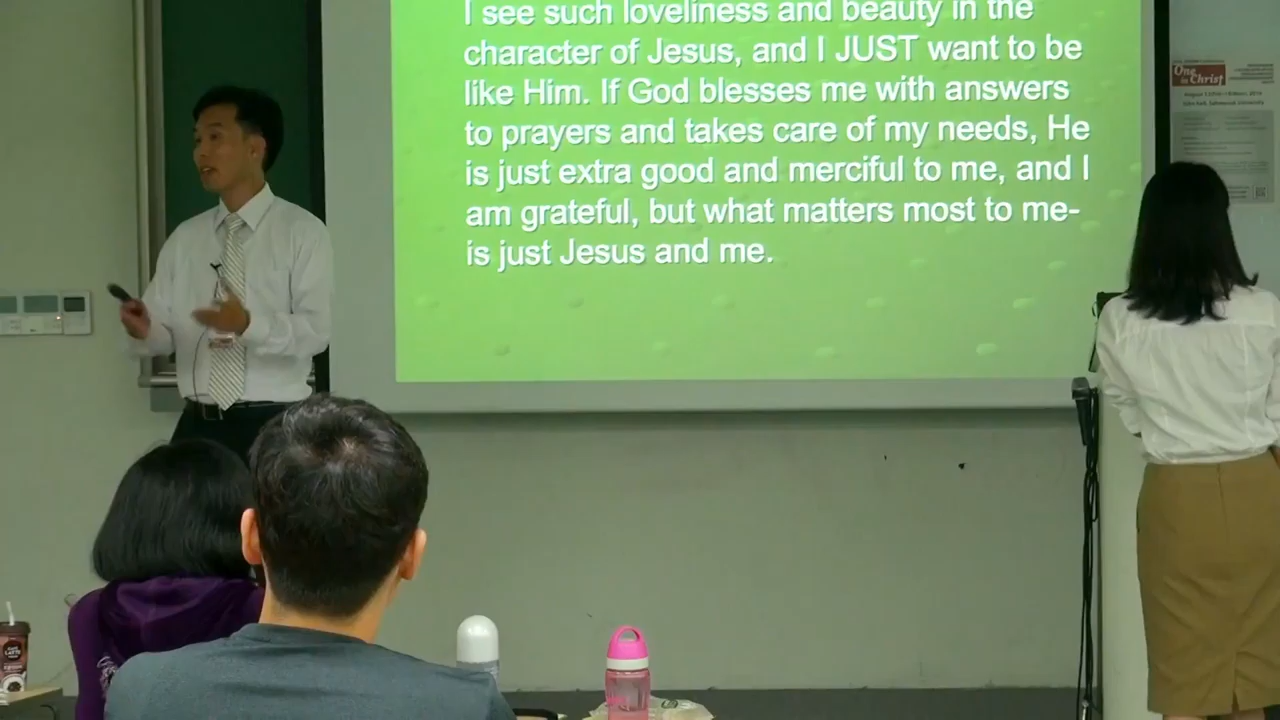 I see such loveliness and beauty in the
character of Jesus, and I JUST want to be
like Him. If God blesses me with answers
to prayers and takes care of my needs, He
is just extra good and merciful to me, and I
am grateful, but what matters most to me-
is just Jesus and me.
One
in Christ
LATTE